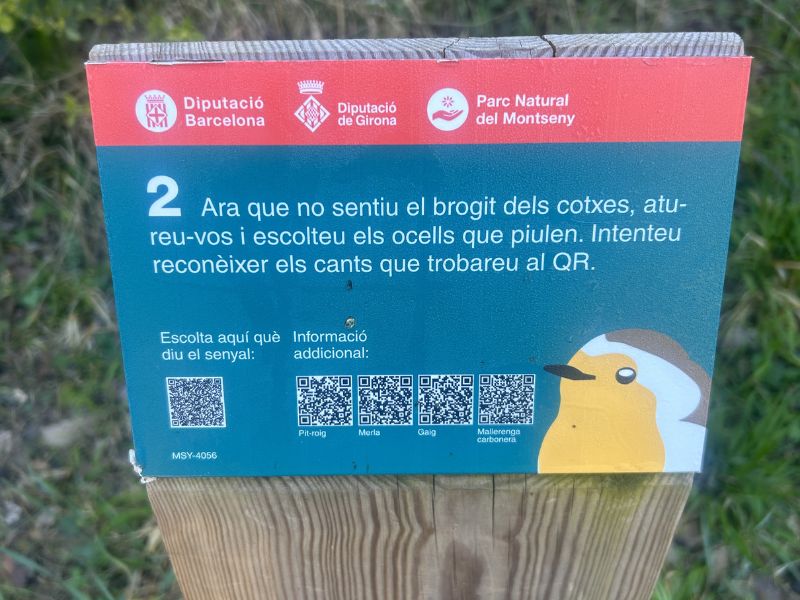 Diputació
Barcelona
Diputació
de Girona
Parc Natural
del Montseny
2 Ara que no sentiu el brogit dels cotxes, atu-
reu-vos i escolteu els ocells que piulen. Intenteu
reconèixer els cants que trobareu al QR.
Escolta aquí què
diu el senyal:
Informació
addicional:
Pit-roig
Merla
Gaig
Mallerenga
carbonera
MSY-4056